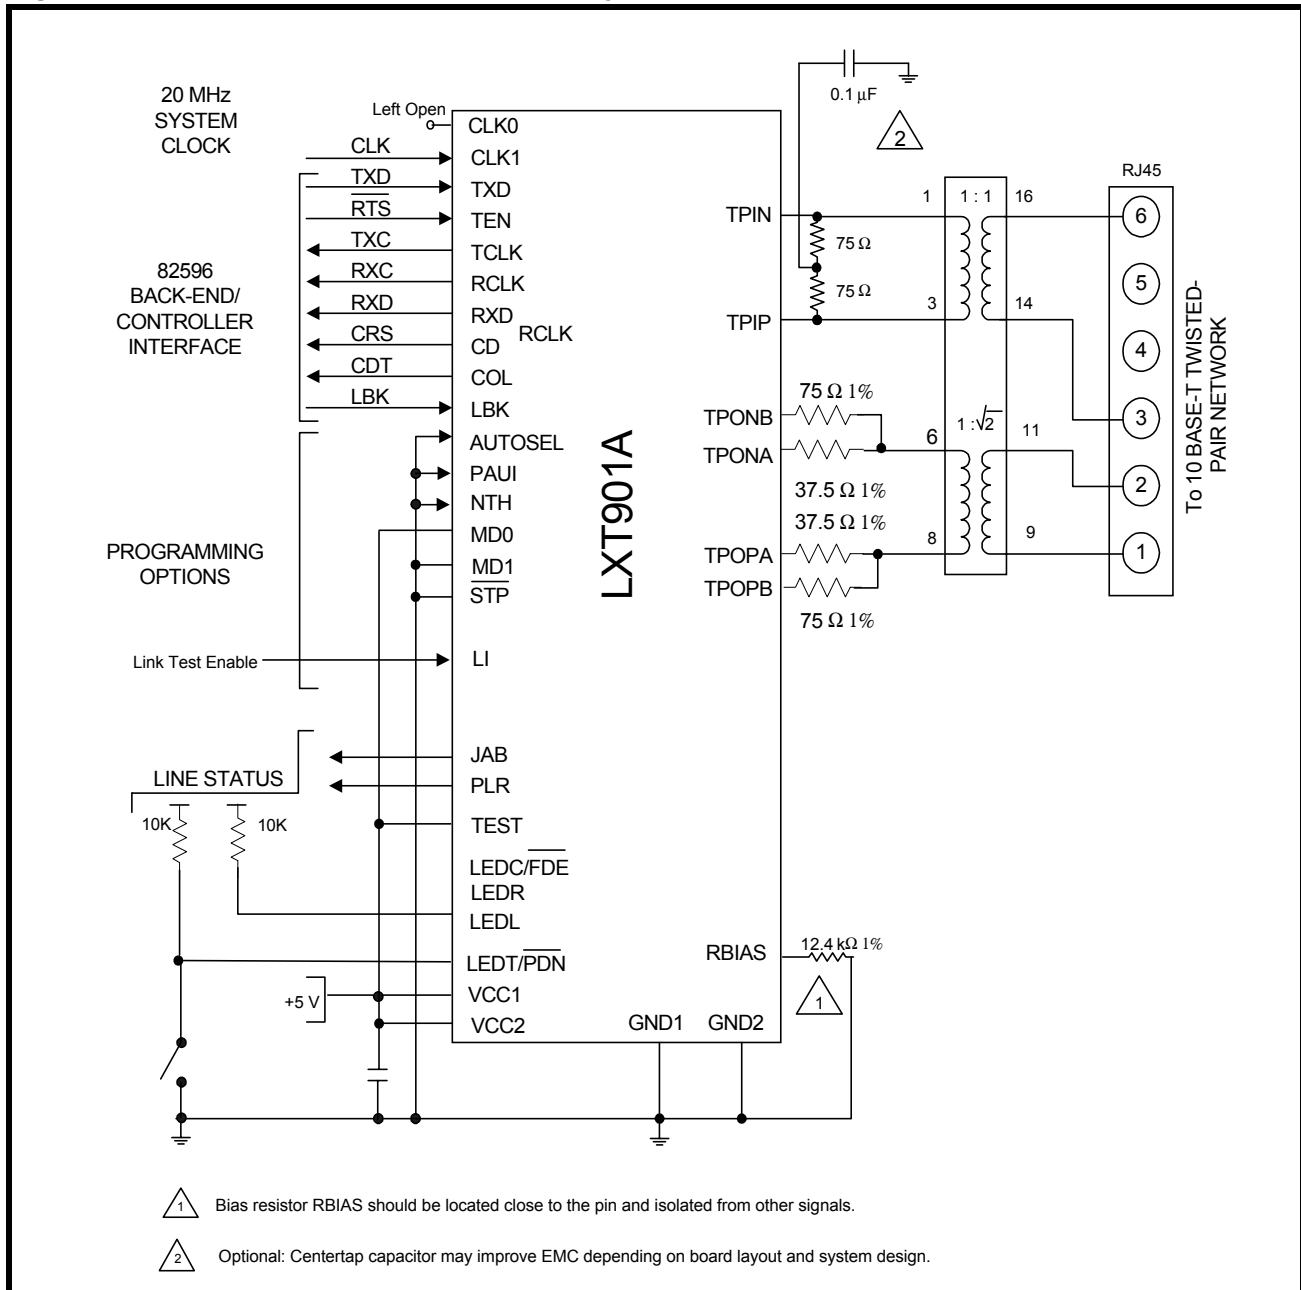 20 MHz
SYSTEM
CLOCK
Left Open
CLK0
CLK
CLK1
TXD
TXD
RTS
TEN
TXC
TCLK
RXC
RCLK
RXD
RXD
RCLK
CRS
CD
CDT
COL
LBK
LBK
82596
BACK-END/
CONTROLLER
INTERFACE
AUTOSEL
PAUI
NTH
MD0
MD1
STP
PROGRAMMING
OPTIONS
Link Test Enable
LI
JAB
PLR
LINE STATUS
10K
10K
TEST
LEDC/FDE
LEDR
LEDL
LEDT/PDN
+5 V
VCC1
VCC2
LXT901A
GND1
GND2
RBIAS
12.4 kΩ 1%
1
0.1 µF
2
TPIN
75 Ω
75 Ω
TPIP
TPONB
75 Ω 1%
TPONA
37.5 Ω 1%
37.5 Ω 1%
TPOPA
TPOPB
75 Ω 1%
1
1 : 1
16
3
14
6
1 :√2
11
8
9
RJ45
6
5
4
3
2
1
To 10 BASE-T TWISTED-
PAIR NETWORK
1 Bias resistor RBIAS should be located close to the pin and isolated from other signals.
2 Optional: Centertap capacitor may improve EMC depending on board layout and system design.